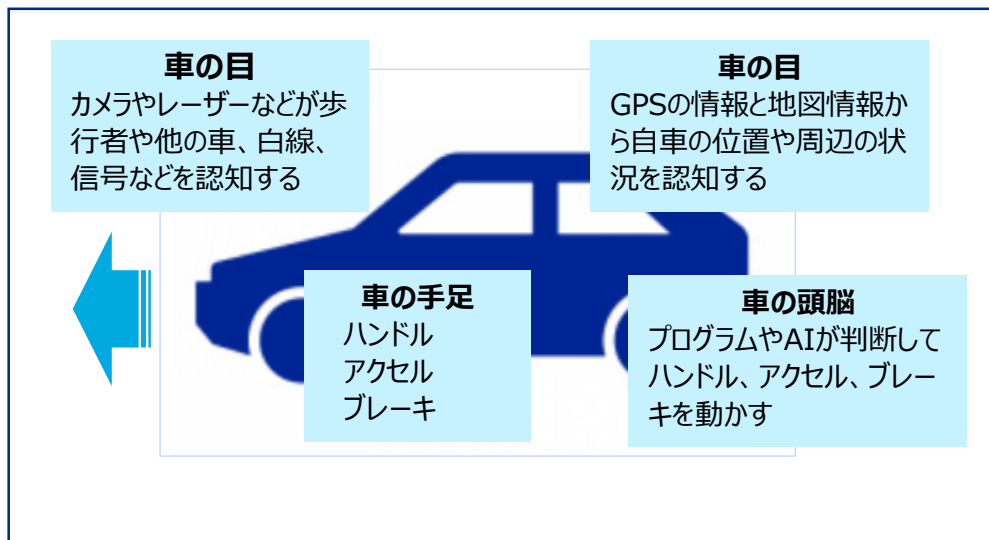 車の目
カメラやレーザーなどが歩
行者や他の車、白線、
信号などを認知する
車の目
GPSの情報と地図情報か
ら自車の位置や周辺の状
況を認知する
車の手足
ハンドル
アクセル
ブレーキ
車の頭脳
プログラムやAIが判断して
ハンドル、アクセル、ブレー
キを動かす